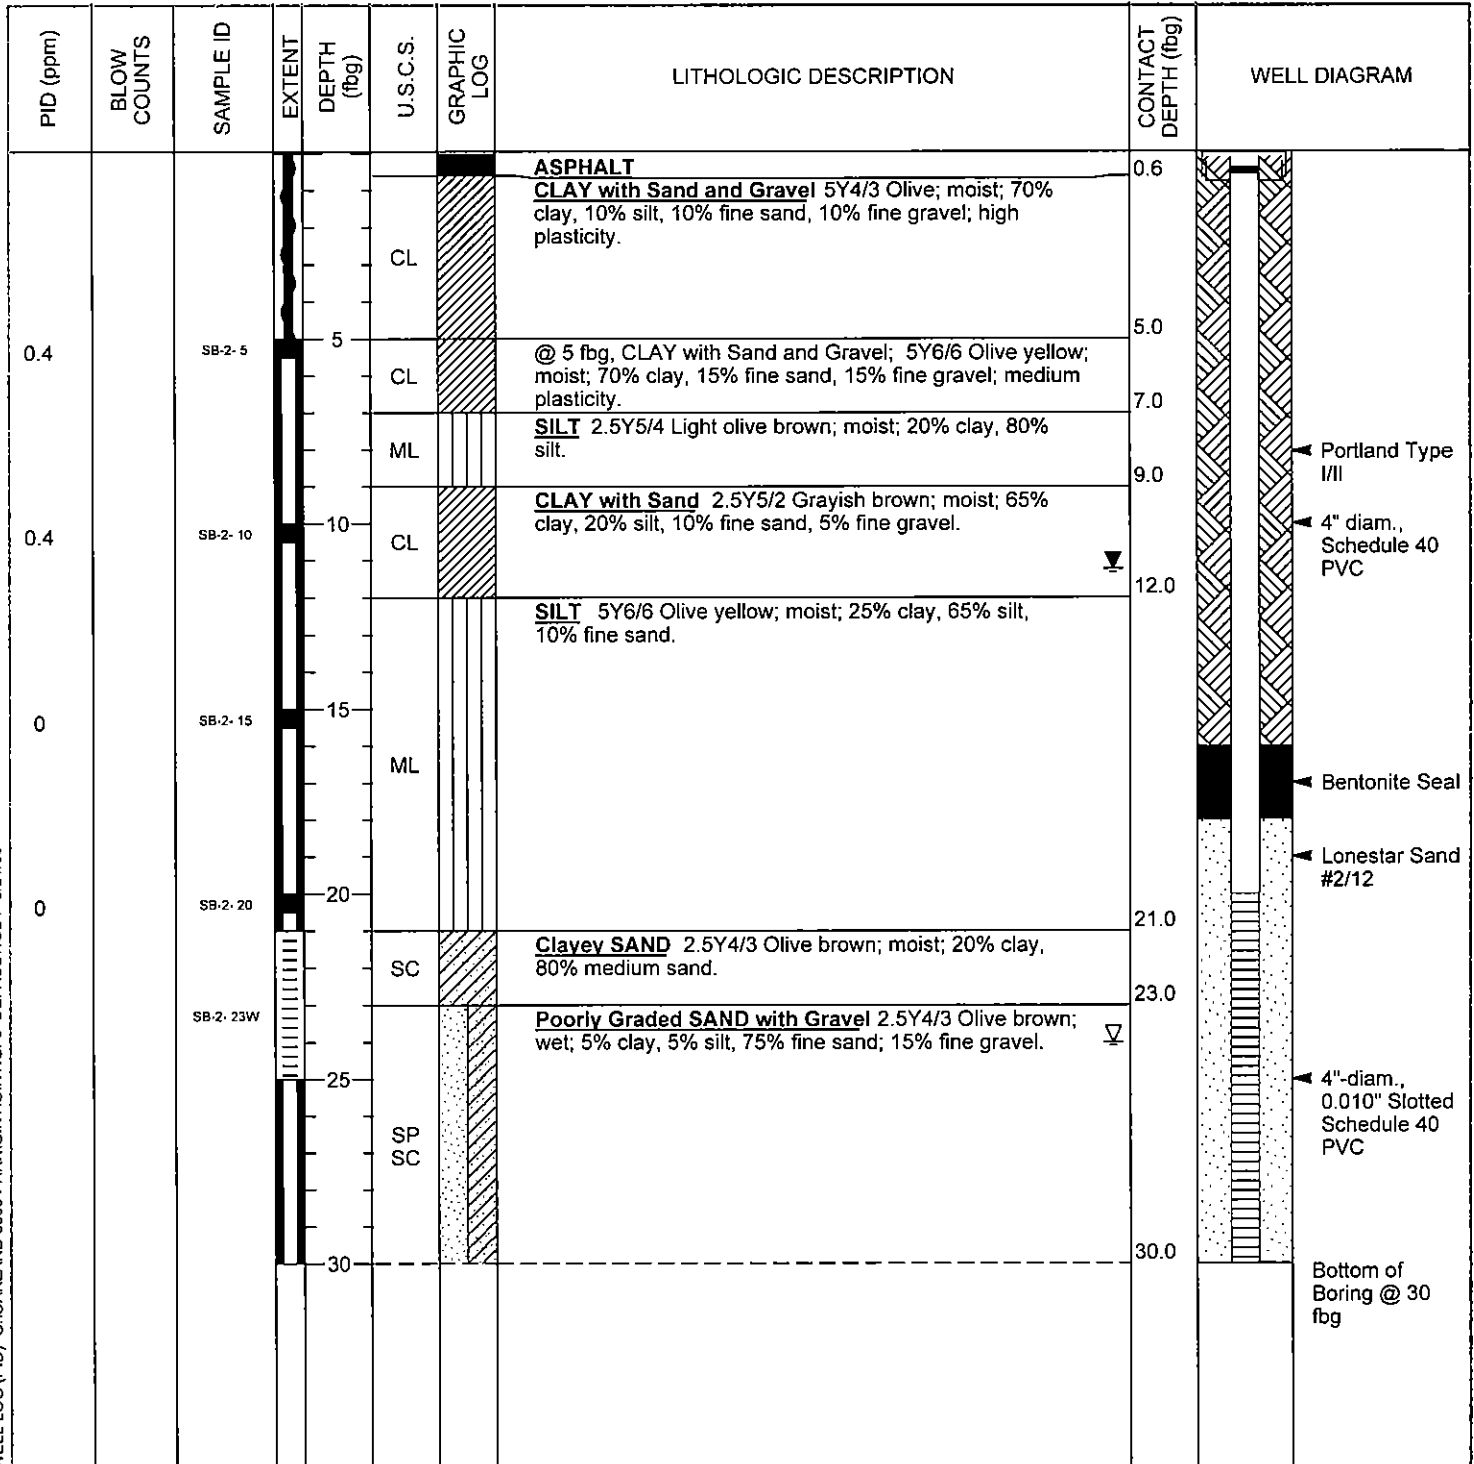 PID (ppm)
BLOW
COUNTS
SAMPLE ID
EXTENT
DEPTH
(fbg)
U.S.C.S.
GRAPHIC
LOG
LITHOLOGIC DESCRIPTION
CONTACT
DEPTH (fbg)
WELL DIAGRAM
ASPHALT
0.6
CLAY with Sand and Gravel 5Y4/3 Olive; moist; 70%
clay, 10% silt, 10% fine sand, 10% fine gravel; high
plasticity.
CL
5.0
0.4
SB-2- 5
5
@ 5 fbg, CLAY with Sand and Gravel; 5Y6/6 Olive yellow;
moist; 70% clay, 15% fine sand, 15% fine gravel; medium
plasticity.
CL
7.0
SILT 2.5Y5/4 Light olive brown; moist; 20% clay, 80%
silt.
ML
9.0
Portland Type
I/II
CLAY with Sand 2.5Y5/2 Grayish brown; moist; 65%
clay, 20% silt, 10% fine sand, 5% fine gravel.
0.4
SB-2- 10
10
CL
12.0
4" diam.,
Schedule 40
PVC
SILT 5Y6/6 Olive yellow; moist; 25% clay, 65% silt,
10% fine sand.
0
SB-2- 15
15
ML
Bentonite Seal
Lonestar Sand
#2/12
0
SB-2- 20
20
21.0
Clayey SAND 2.5Y4/3 Olive brown; moist; 20% clay,
80% medium sand.
SC
23.0
SB-2- 23W
Poorly Graded SAND with Gravel 2.5Y4/3 Olive brown;
wet; 5% clay, 5% silt, 75% fine sand; 15% fine gravel.
25
4"-diam.,
0.010" Slotted
Schedule 40
PVC
SP
SC
30
30.0
Bottom of
Boring @ 30
fbg